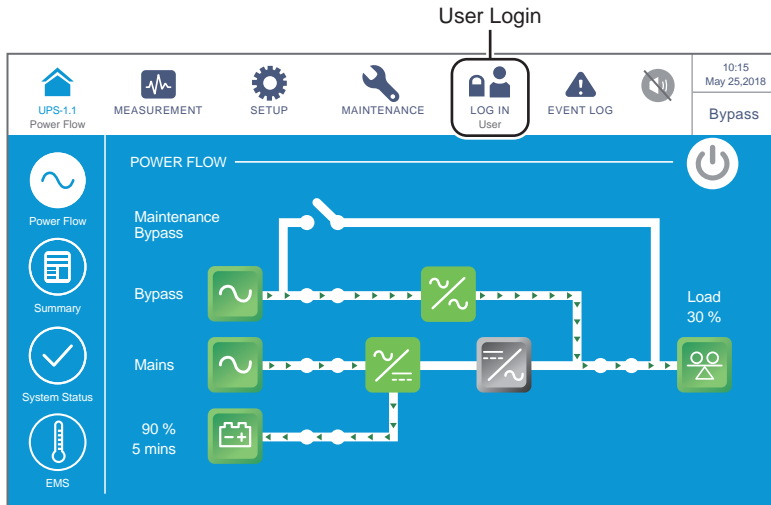 User Login
UPS-1.1
Power Flow
MEASUREMENT
SETUP
MAINTENANCE
LOG IN
User
EVENT LOG
10:15
May 25,2018
Bypass
POWER FLOW
Power Flow
Summary
System Status
EMS
Maintenance
Bypass
Bypass
Mains
90 %
5 mins
Load
30 %